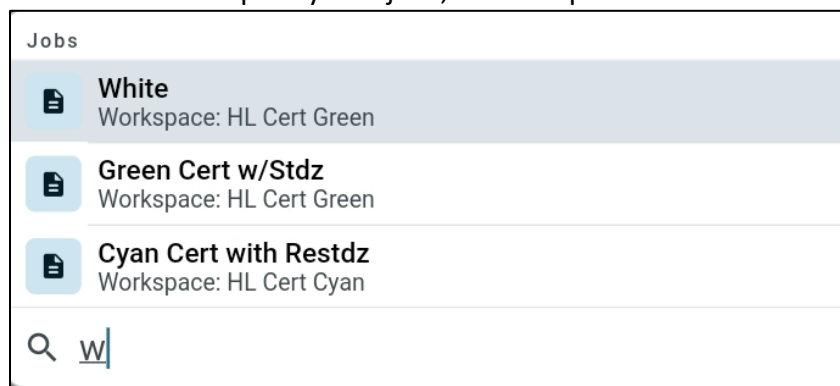 Jobs
White
Workspace: HL Cert Green
Green Cert w/Stdz
Workspace: HL Cert Green
Cyan Cert with Restdz
Workspace: HL Cert Cyan
w